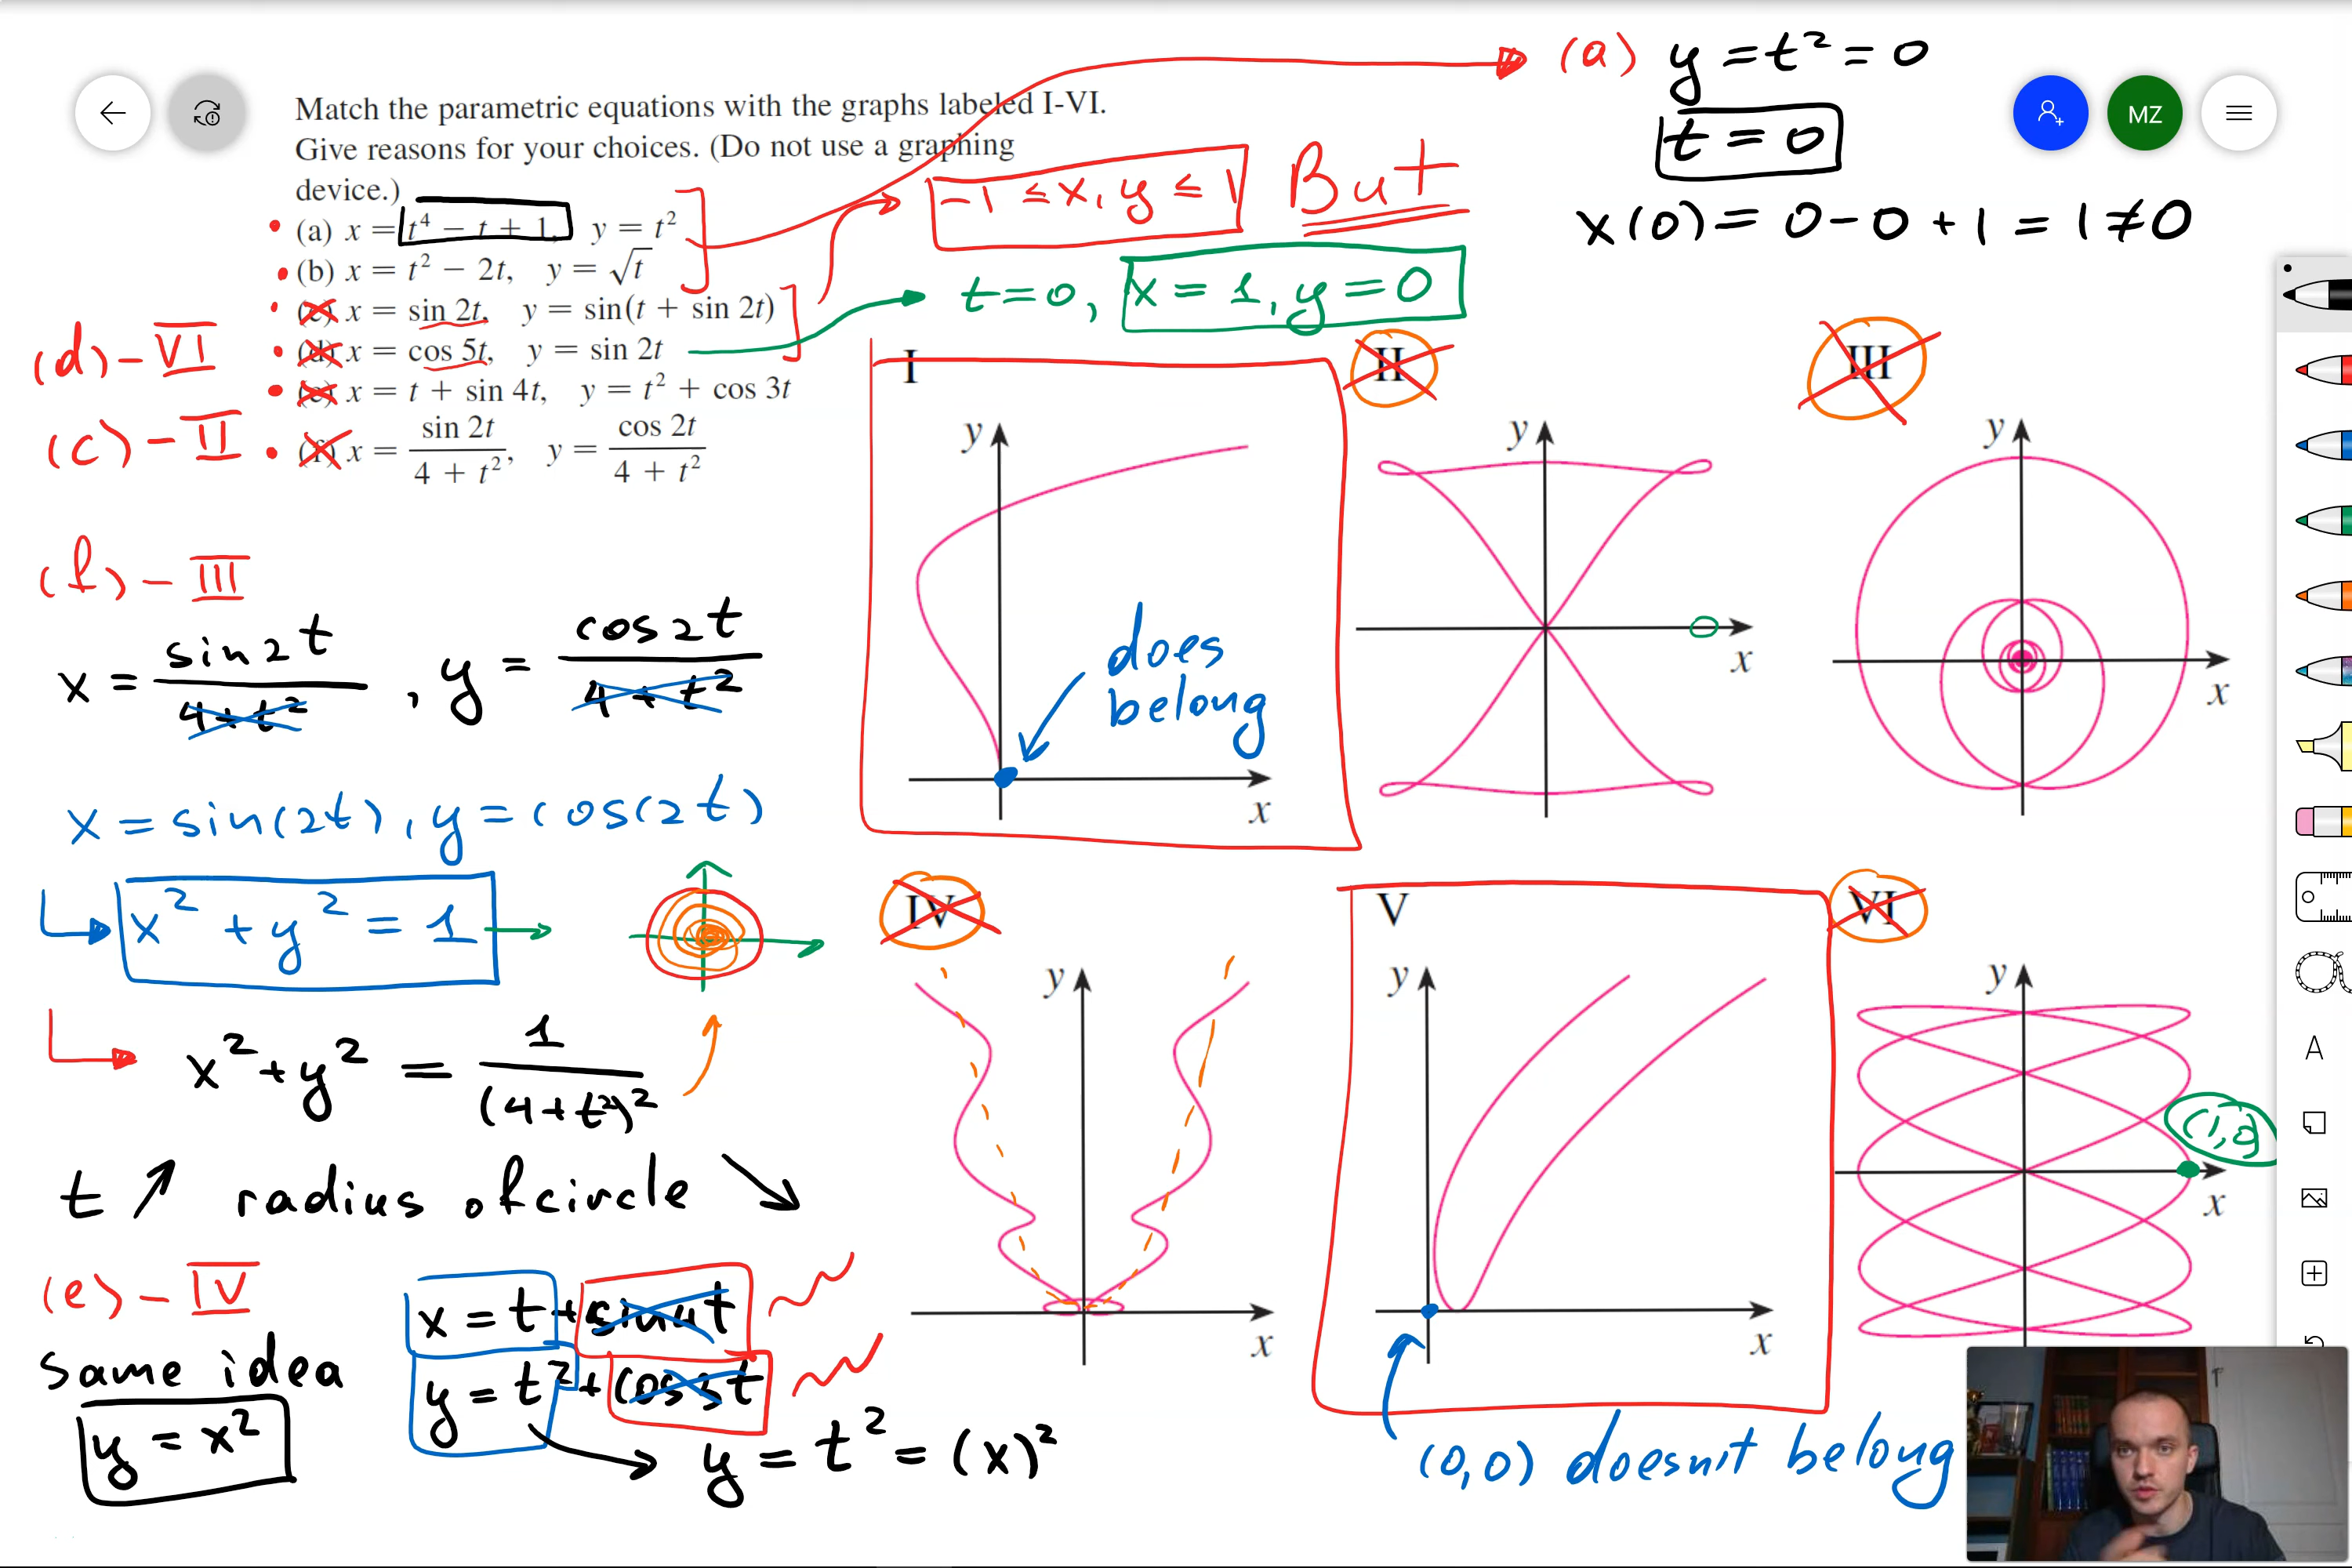 Match the parametric equations with the graphs labeled I-VI.
Give reasons for your choices. (Do not use a graphing
device.)
(a) x = t⁴ − t + 1, y = t²
(b) x = t² − 2t, y = √t
(c) x = sin 2t, y = sin(t + sin 2t)
(d) x = cos 5t, y = sin 2t
(e) x = t + sin 4t, y = t² + cos 3t
(f) x = sin 2t / 4 + t², y = cos 2t / 4 + t²
(a) y = t² = 0
t = 0
x(0) = 0 − 0 + 1 = 1 ≠ 0
MZ
−1 ≤ x, y ≤ 1 But
t=0, x = 1, y = 0
(d) – VI
(c) – II
(f) – III
x = sin 2t / 4 + t², y = cos 2t / 4 + t²
x = sin(2t), y = cos(2t)
x² + y² = 1
x² + y² = 1 / (4 + t²)²
t ↗ radius of circle ↘
(e) – IV
same idea
y = x²
x = t + sin 4t
y = t² + cos 3t
y = t² = (x)²
I
y
x
does
belong
II
y
x
III
y
x
IV
y
x
V
y
x
(0,0) doesn't belong
VI
y
(1,0)
x
A